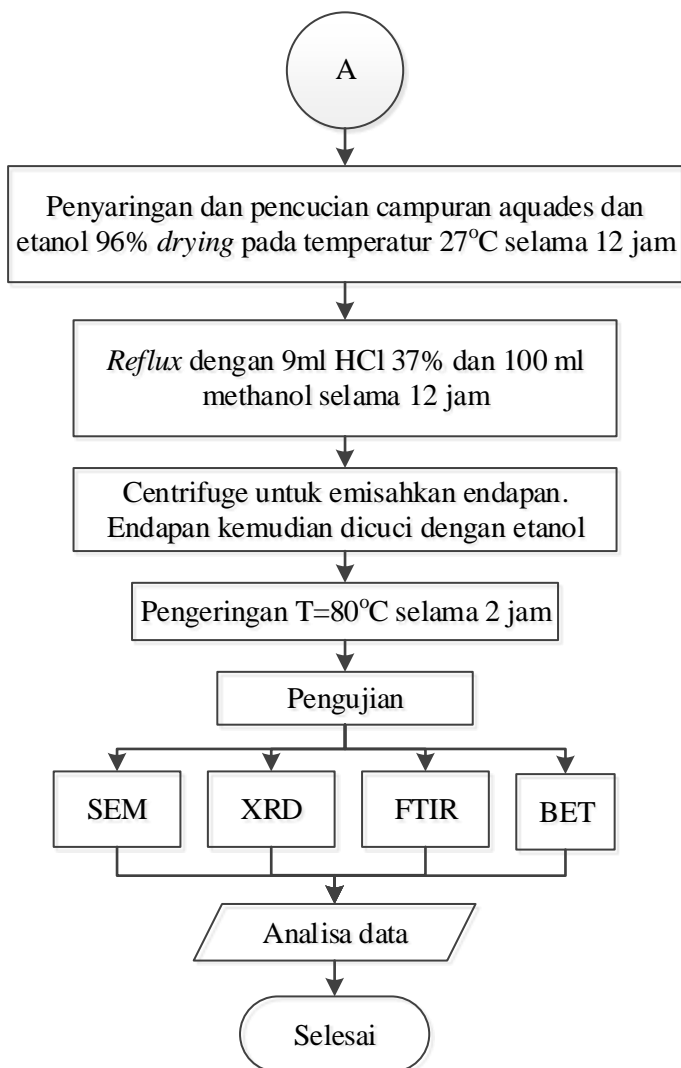 A
Penyaringan dan pencucian campuran aquades dan
etanol 96% drying pada temperatur 27°C selama 12 jam
Reflux dengan 9ml HCl 37% dan 100 ml
methanol selama 12 jam
Centrifuge untuk emisahkan endapan.
Endapan kemudian dicuci dengan etanol
Pengeringan T=80°C selama 2 jam
Pengujian
SEM
XRD
FTIR
BET
Analisa data
Selesai